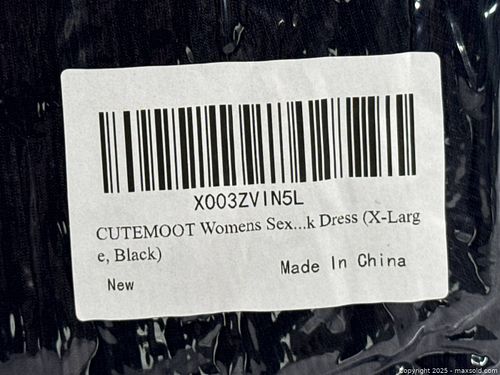 X003ZVIN5L
CUTEMOOT Womens Sex...k Dress (X-Larg
e, Black)
New
Made In China
Copyright 2025 - maxsold.com